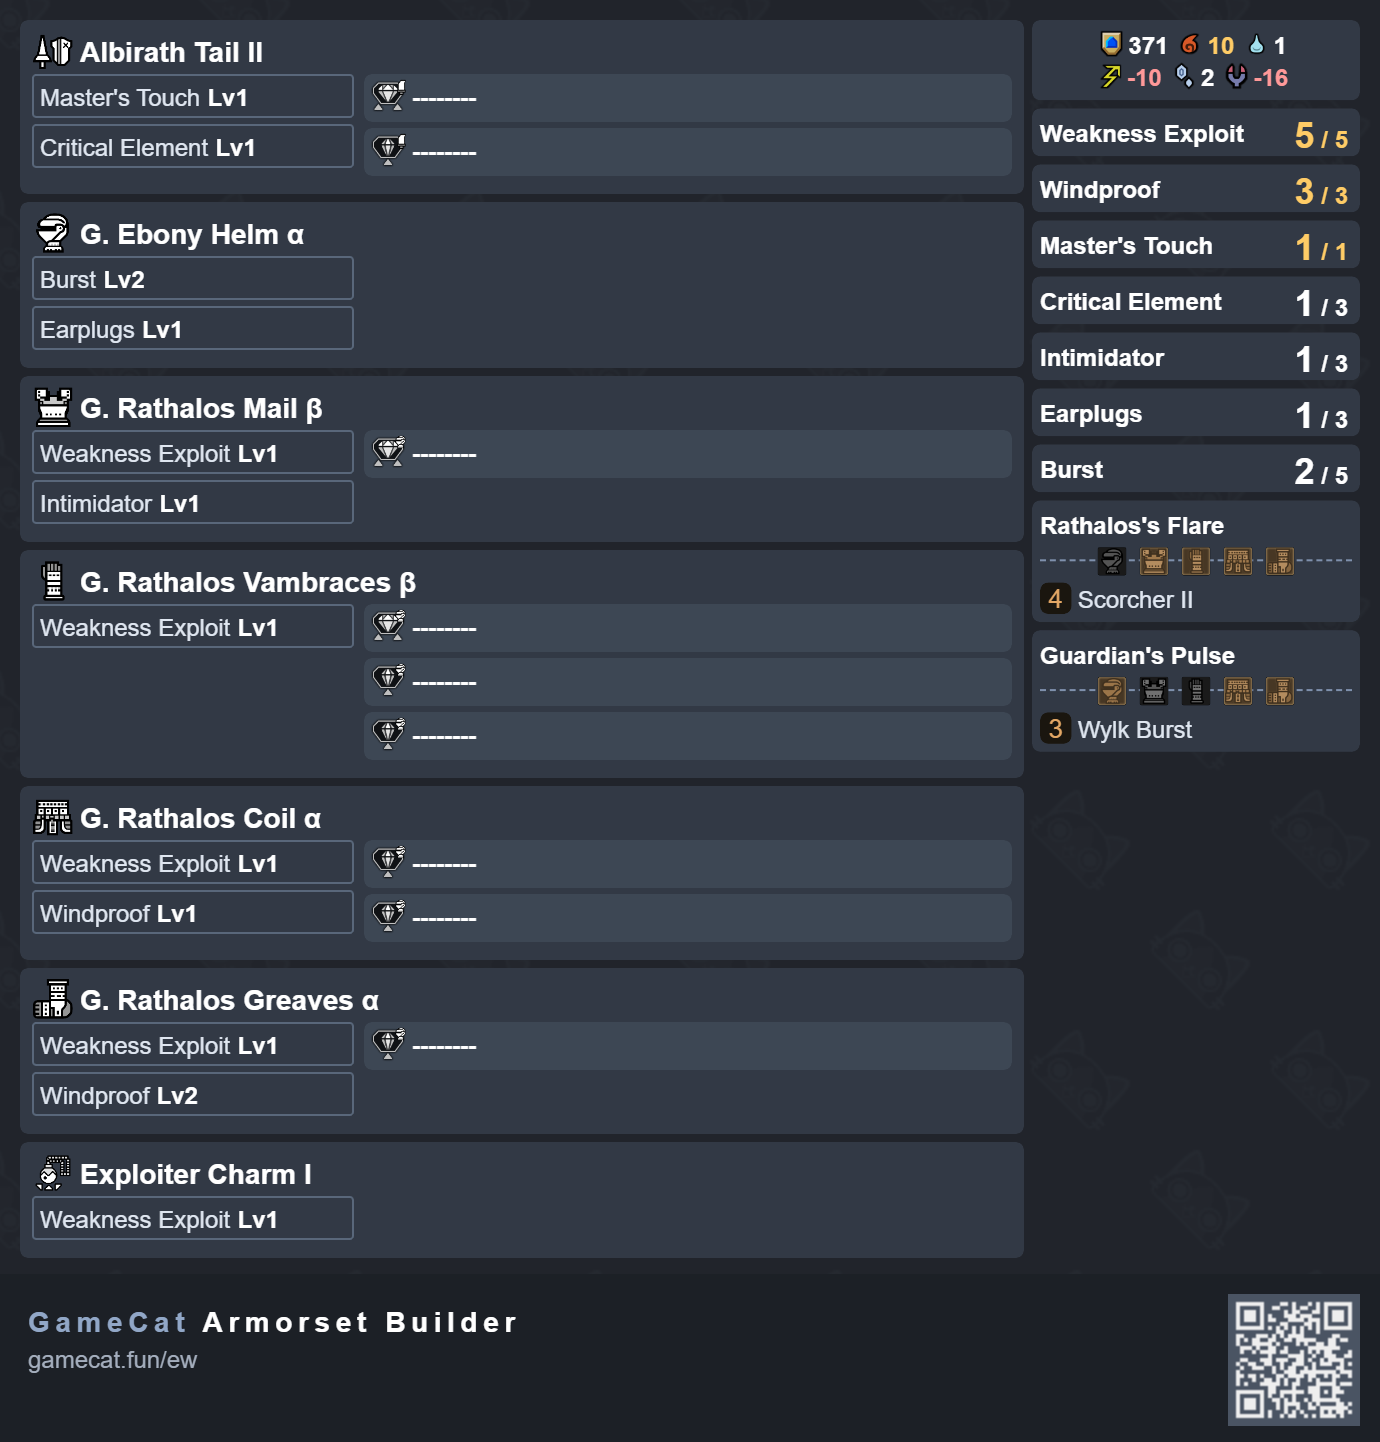 Albirath Tail II
Master's Touch Lv1
--------
Critical Element Lv1
--------
G. Ebony Helm α
Burst Lv2
Earplugs Lv1
G. Rathalos Mail β
Weakness Exploit Lv1
--------
Intimidator Lv1
G. Rathalos Vambraces β
Weakness Exploit Lv1
--------
--------
--------
G. Rathalos Coil α
Weakness Exploit Lv1
--------
Windproof Lv1
--------
G. Rathalos Greaves α
Weakness Exploit Lv1
--------
Windproof Lv2
Exploiter Charm I
Weakness Exploit Lv1
371 10 1
-10 2 -16
Weakness Exploit 5 / 5
Windproof 3 / 3
Master's Touch 1 / 1
Critical Element 1 / 3
Intimidator 1 / 3
Earplugs 1 / 3
Burst 2 / 5
Rathalos's Flare
4 Scorcher II
Guardian's Pulse
3 Wylk Burst
GameCat Armorset Builder
gamecat.fun/ew